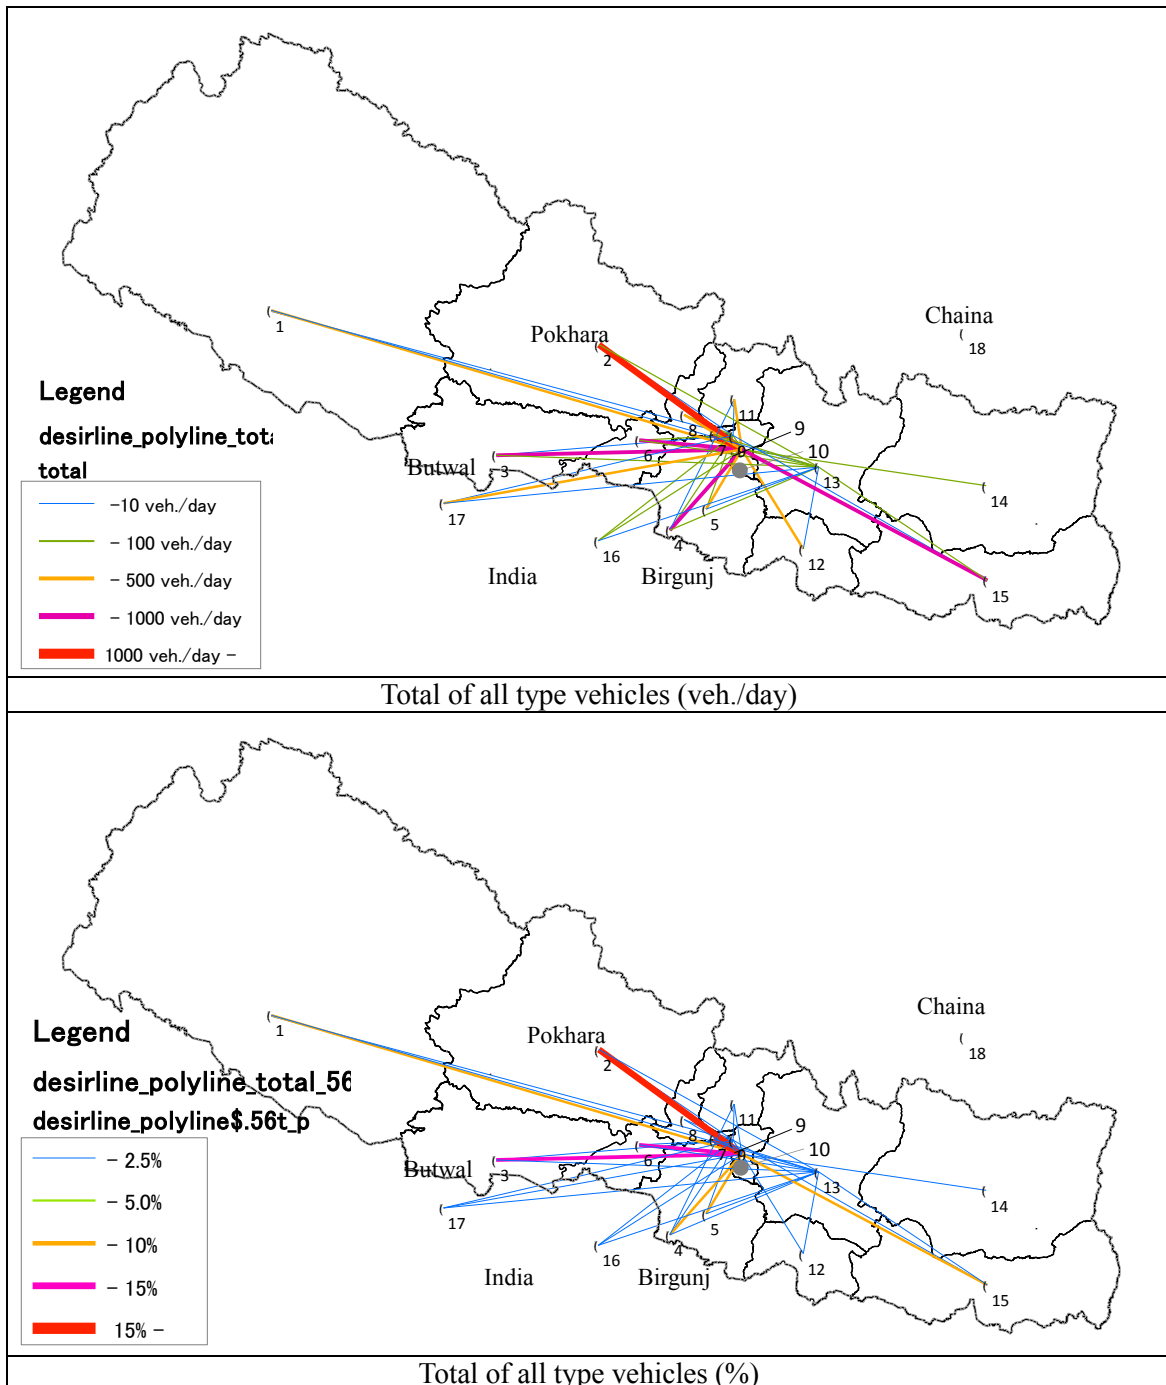 Chaina
18
Pokhara
1
2
Legend
desirline_polyline_tota
total
11
9
8
10
7
9
6
3
Butwal
3
13
14
17
5
4
16
12
15
India
Birgunj
-10 veh./day
- 100 veh./day
- 500 veh./day
- 1000 veh./day
1000 veh./day -
Total of all type vehicles (veh./day)
Chaina
18
Pokhara
1
2
Legend
desirline_polyline_total_56
desirline_polyline$.56t_p
11
9
8
10
7
9
6
Butwal
3
13
14
17
5
4
16
12
15
India
Birgunj
- 2.5%
- 5.0%
- 10%
- 15%
15% -
Total of all type vehicles (%)